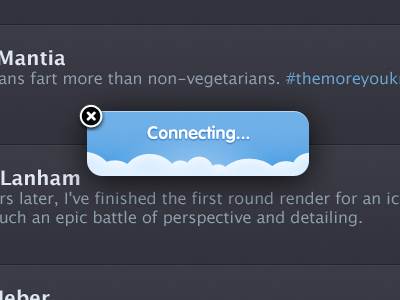 Mantia
ans fart more than non-vegetarians. #themoreyoukn
Connecting...
Lanham
rs later, I've finished the first round render for an ic
uch an epic battle of perspective and detailing.